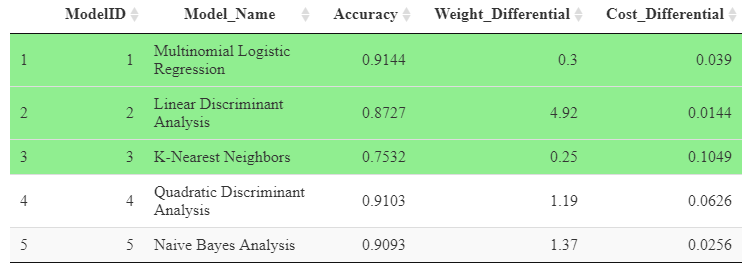 ModelID Model_Name Accuracy Weight_Differential Cost_Differential
1 1 Multinomial Logistic Regression 0.9144 0.3 0.039
2 2 Linear Discriminant Analysis 0.8727 4.92 0.0144
3 3 K-Nearest Neighbors 0.7532 0.25 0.1049
4 4 Quadratic Discriminant Analysis 0.9103 1.19 0.0626
5 5 Naive Bayes Analysis 0.9093 1.37 0.0256